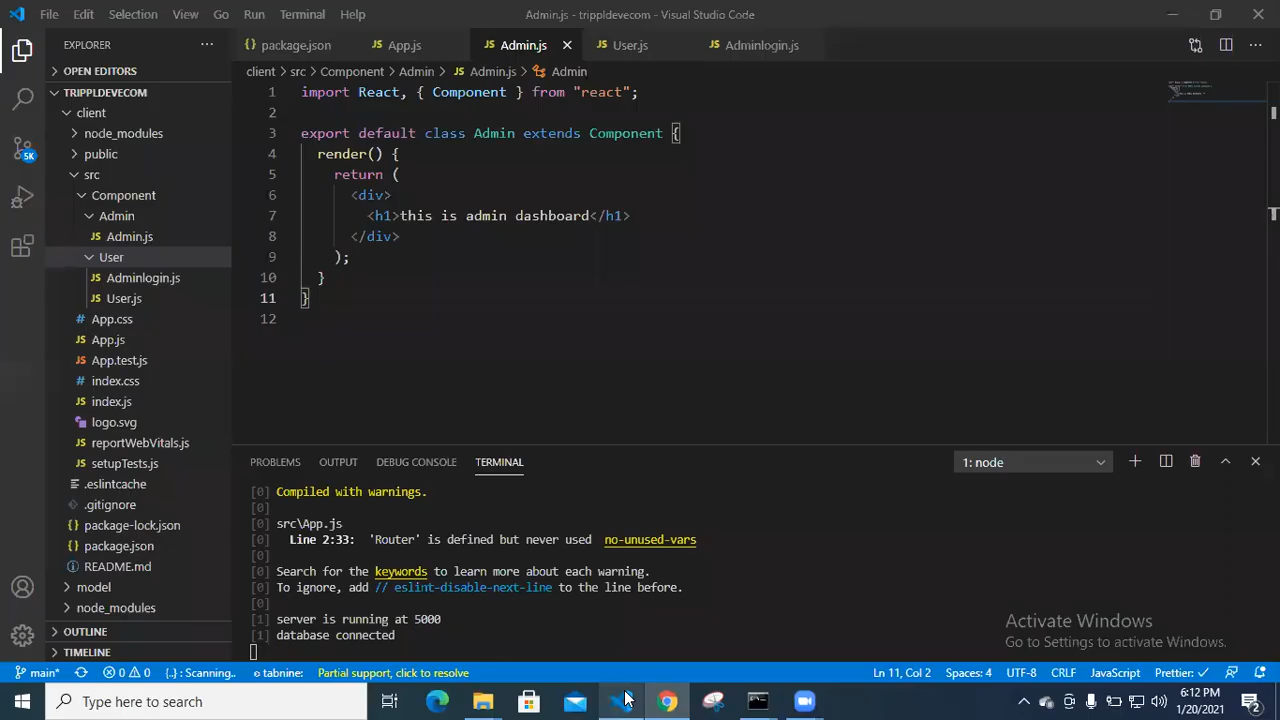 File Edit Selection View Go Run Terminal Help Admin.js - trippldevecom - Visual Studio Code
EXPLORER
package.json App.js Admin.js User.js Adminlogin.js
OPEN EDITORS
client > src > Component > Admin > Admin.js > Admin
TRIPPLDEVECOM
client
node_modules
public
src
Component
Admin
Admin.js
User
Adminlogin.js
User.js
App.css
App.js
App.test.js
index.css
index.js
logo.svg
reportWebVitals.js
setupTests.js
.eslintcache
.gitignore
package-lock.json
package.json
README.md
model
node_modules
OUTLINE
TIMELINE
5K
1 import React, { Component } from "react";
2
3 export default class Admin extends Component {
4 render() {
5 return (
6 <div>
7 <h1>this is admin dashboard</h1>
8 </div>
9 );
10 }
11 }
12
PROBLEMS OUTPUT DEBUG CONSOLE TERMINAL 1: node
[0] Compiled with warnings.
[0]
[0] src\App.js
[0] Line 2:33: 'Router' is defined but never used no-unused-vars
[0]
[0] Search for the keywords to learn more about each warning.
[0] To ignore, add // eslint-disable-next-line to the line before.
[0]
[1] server is running at 5000
[1] database connected
Activate Windows
Go to Settings to activate Windows.
main* 0 0 {..} : Scanning.. tabnine: Partial support, click to resolve Ln 11, Col 2 Spaces: 4 UTF-8 CRLF JavaScript Prettier: ✓
Type here to search
6:12 PM
1/20/2021
2